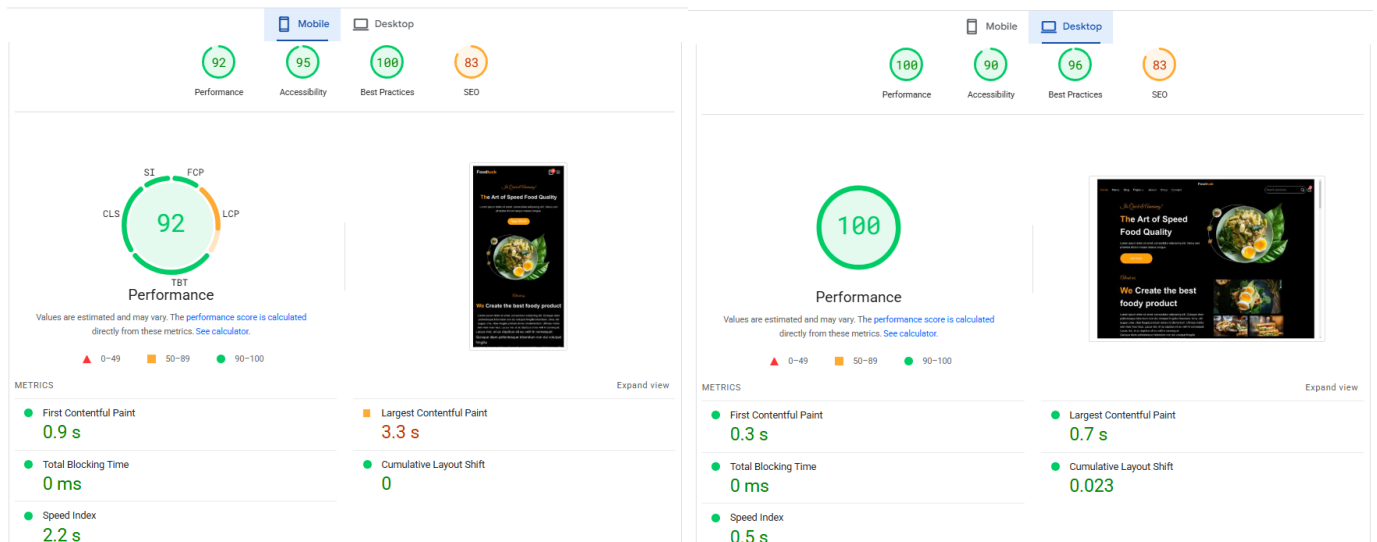 Mobile
Desktop
92
95
100
83
Performance
Accessibility
Best Practices
SEO
SI
FCP
CLS
LCP
92
TBT
Performance
Values are estimated and may vary. The performance score is calculated
directly from these metrics. See calculator.
0–49
50–89
90–100
The Art of Speed Food Quality
We Create the best foody product
METRICS
Expand view
First Contentful Paint
0.9 s
Largest Contentful Paint
3.3 s
Total Blocking Time
0 ms
Cumulative Layout Shift
0
Speed Index
2.2 s
Mobile
Desktop
100
90
96
83
Performance
Accessibility
Best Practices
SEO
100
Performance
Values are estimated and may vary. The performance score is calculated
directly from these metrics. See calculator.
0–49
50–89
90–100
The Art of Speed
Food Quality
We Create the best
foody product
METRICS
Expand view
First Contentful Paint
0.3 s
Largest Contentful Paint
0.7 s
Total Blocking Time
0 ms
Cumulative Layout Shift
0.023
Speed Index
0.5 s